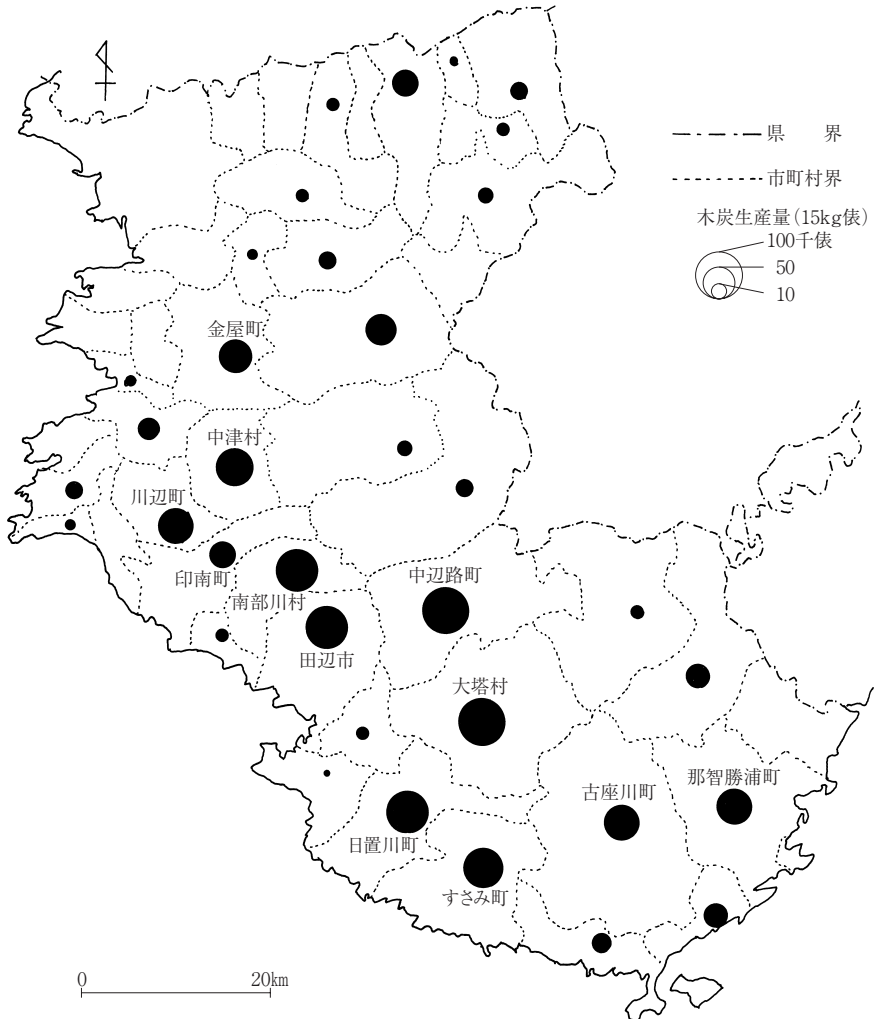 県　界
市町村界
木炭生産量(15kg俵)
100千俵
50
10
金屋町
中津村
川辺町
印南町
南部川村
中辺路町
田辺市
大塔村
那智勝浦町
古座川町
日置川町
すさみ町
0 20km